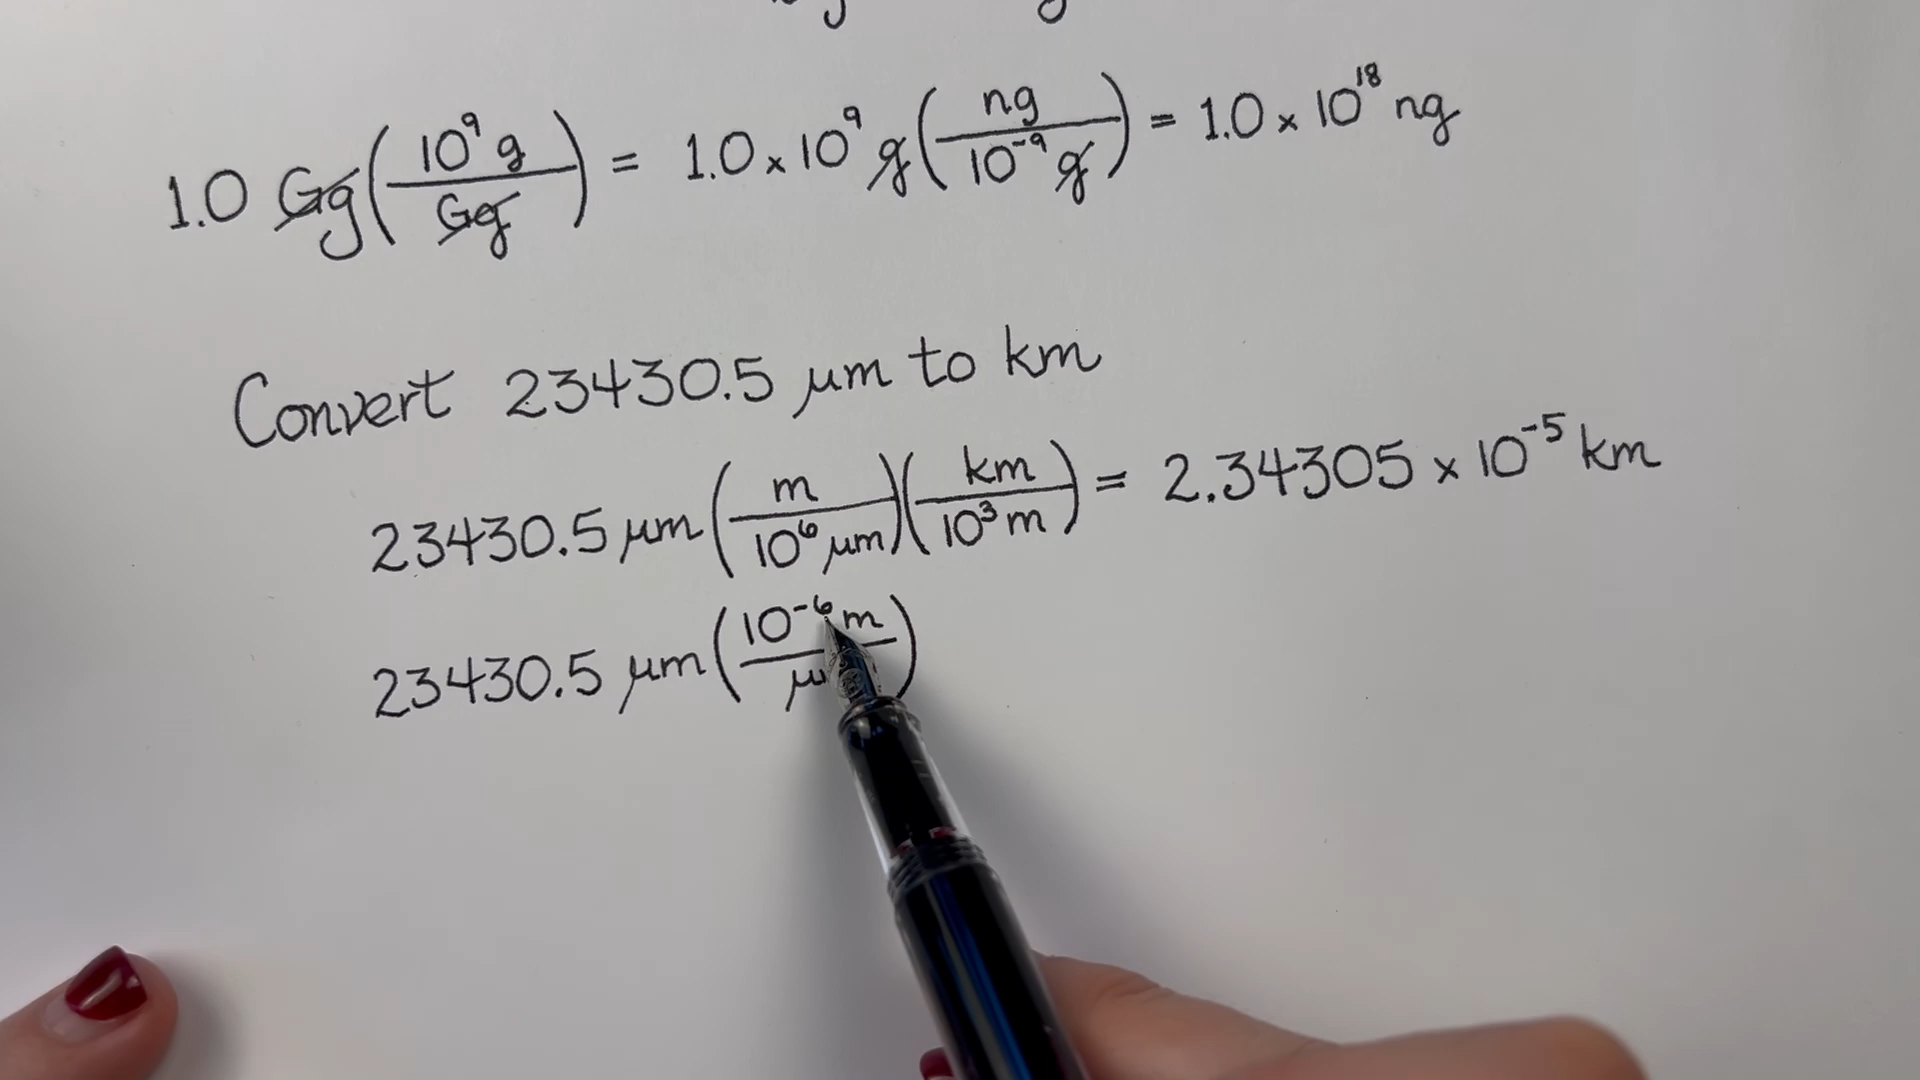 1.0 Gg (10⁹ g / Gg) = 1.0 × 10⁹ g (ng / 10⁻⁹ g) = 1.0 × 10¹⁸ ng
Convert 23430.5 μm to km
23430.5 μm (m / 10⁶ μm)(km / 10³ m) = 2.34305 × 10⁻⁵ km
23430.5 μm (10⁻⁶ m / μ)